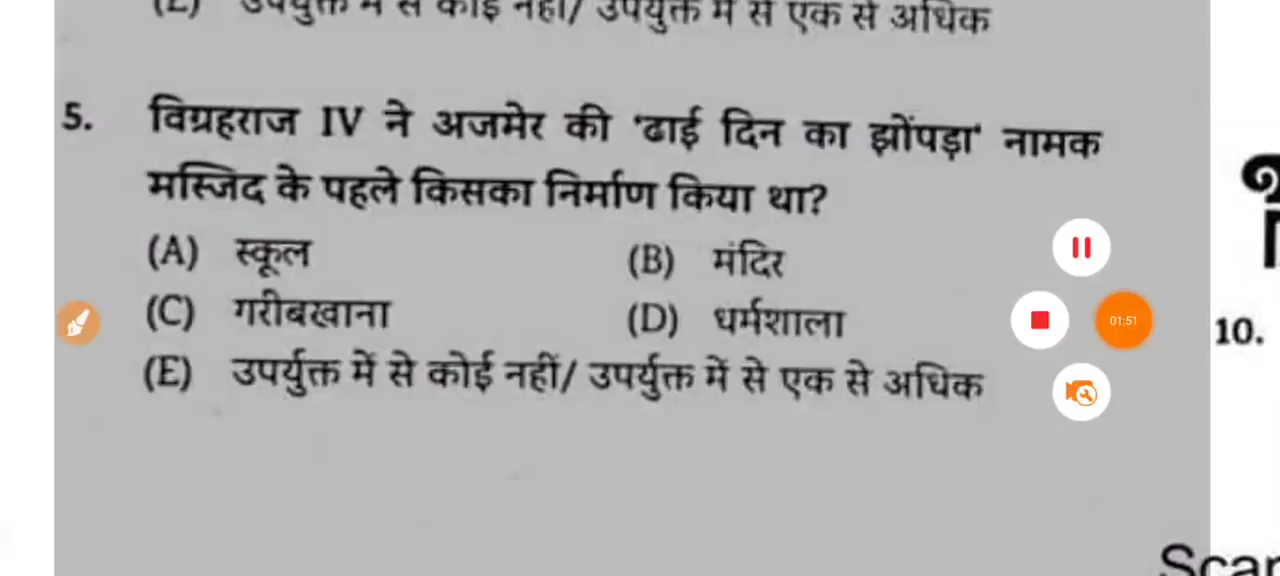 (E) उपर्युक्त में से कोई नहीं/ उपर्युक्त में से एक से अधिक
5. विग्रहराज IV ने अजमेर की 'ढाई दिन का झोंपड़ा' नामक
मस्जिद के पहले किसका निर्माण किया था?
(A) स्कूल (B) मंदिर
(C) गरीबखाना (D) धर्मशाला
(E) उपर्युक्त में से कोई नहीं/ उपर्युक्त में से एक से अधिक
01:51
10.